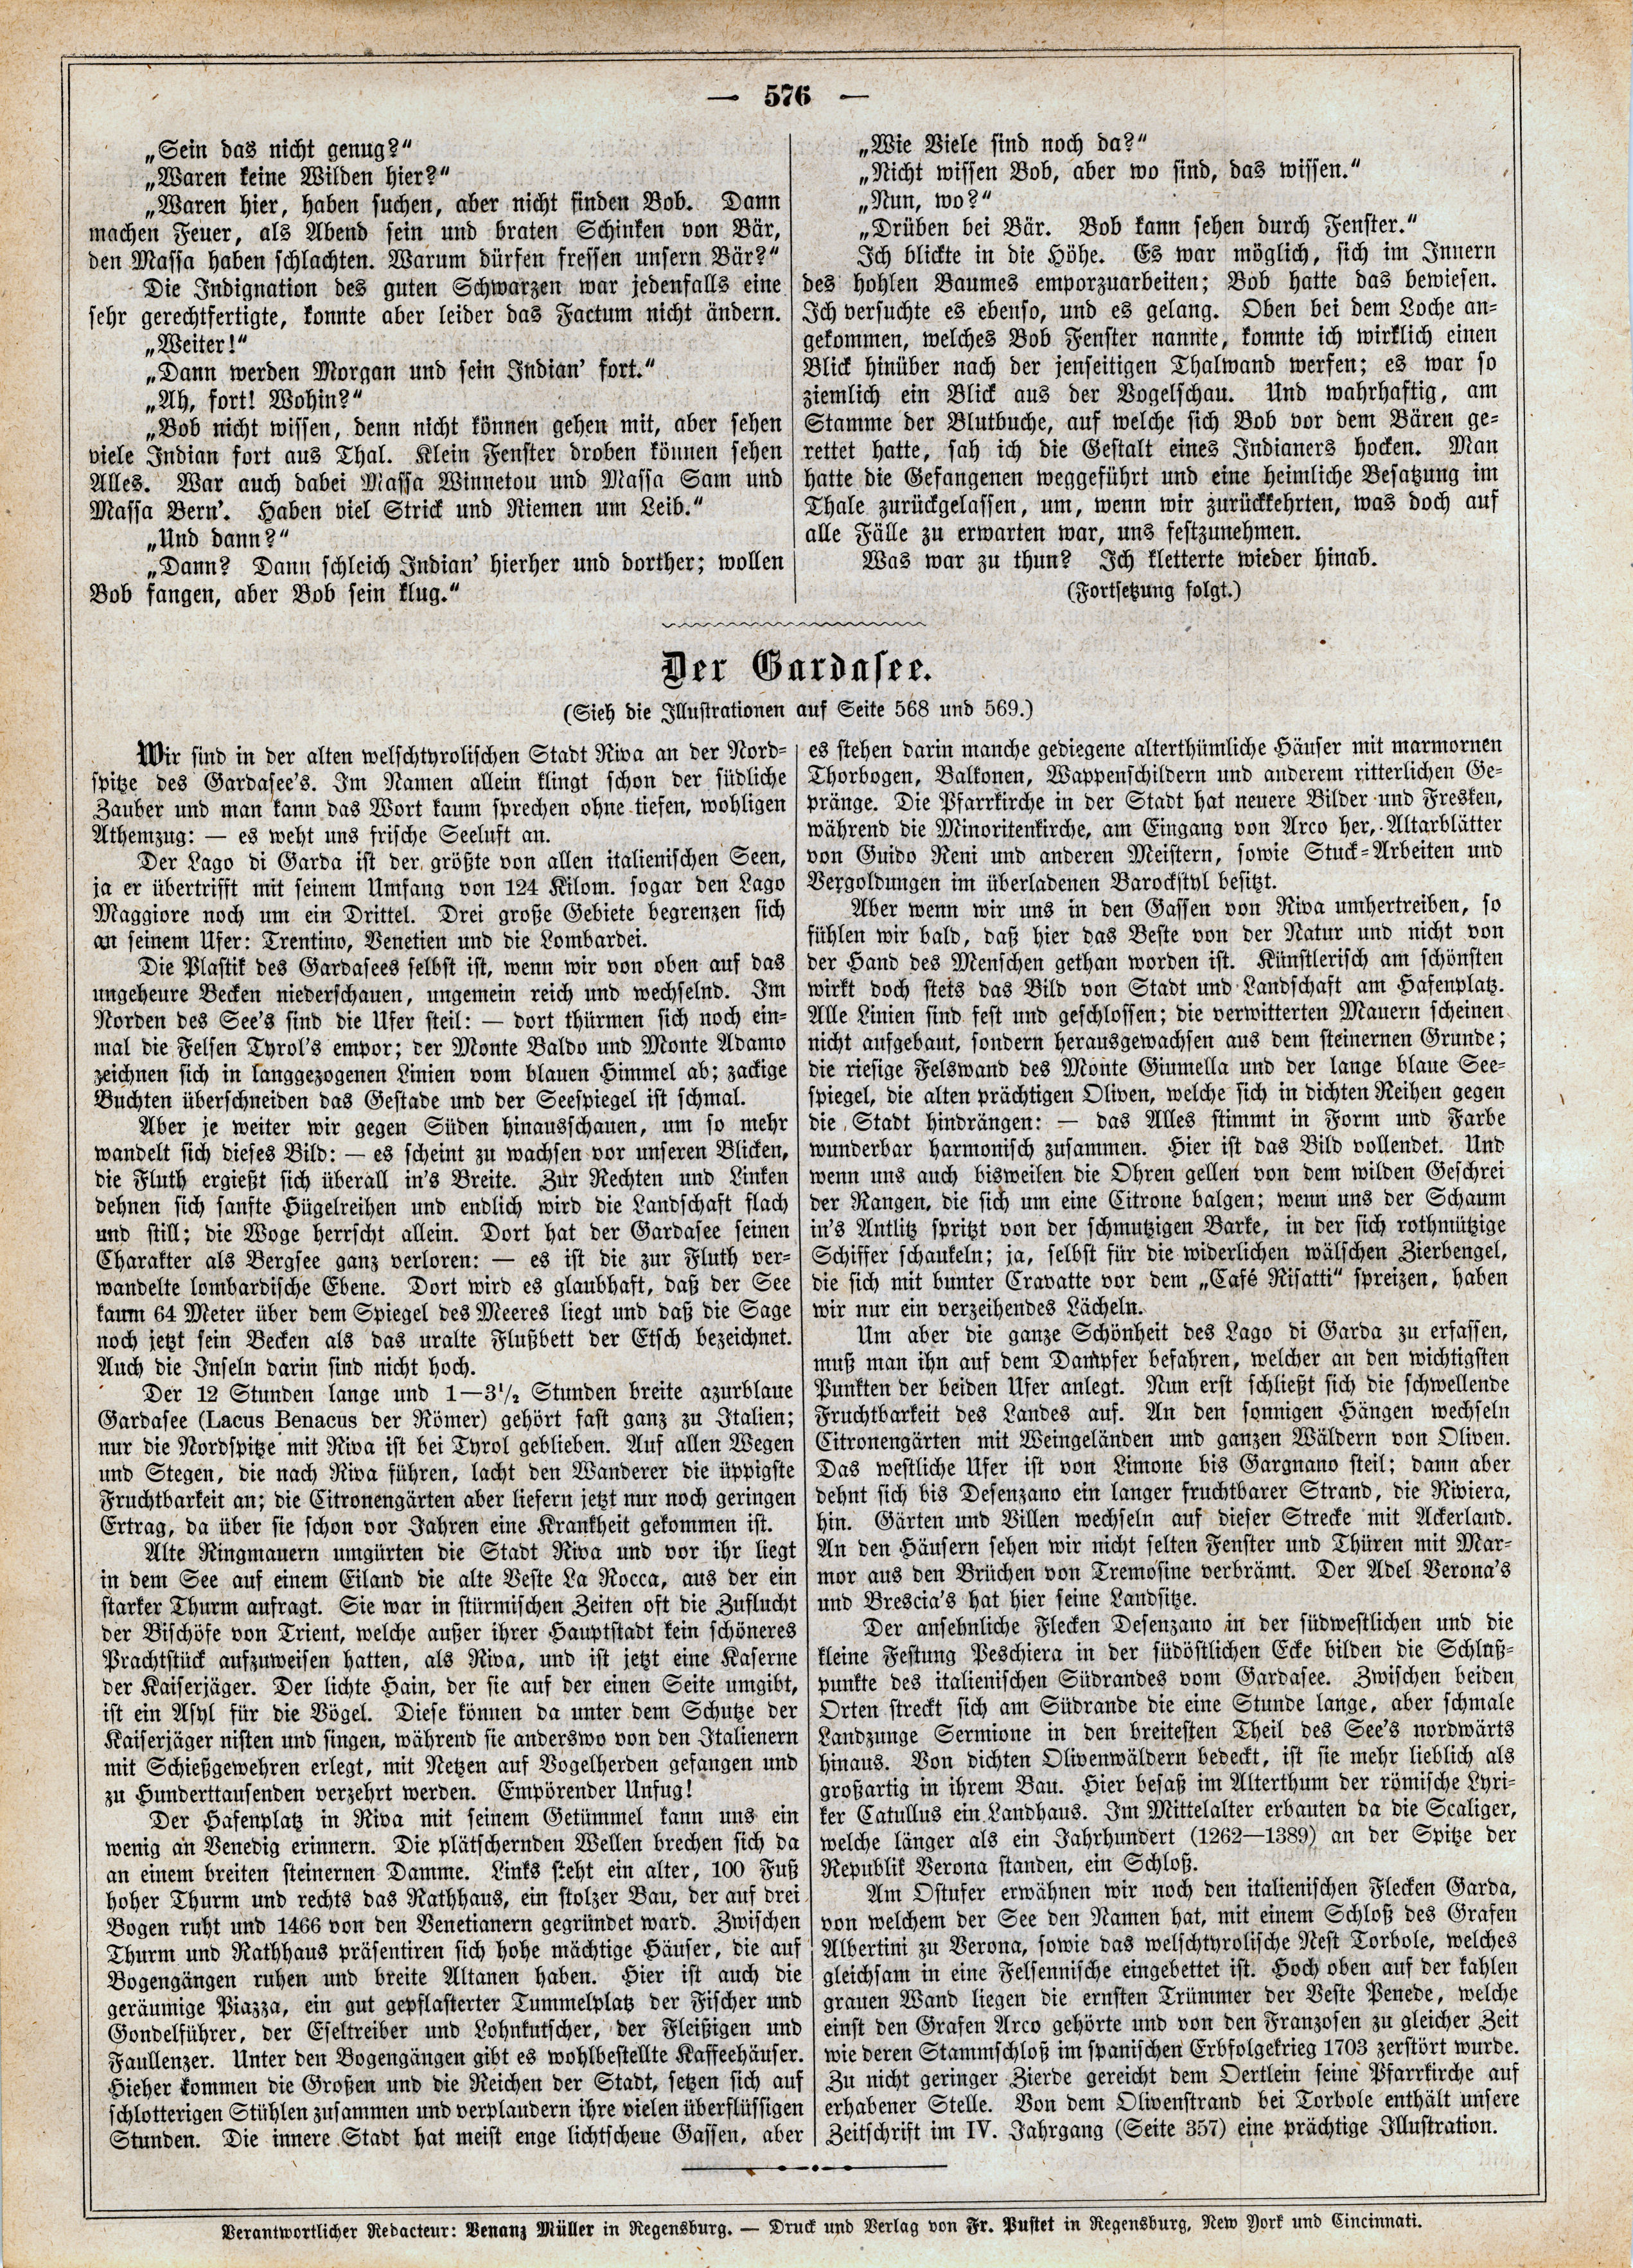 — 576 —
„Sein das nicht genug?“
„Waren keine Wilden hier?“
„Waren hier, haben suchen, aber nicht finden Bob. Dann
machen Feuer, als Abend sein und braten Schinken von Bär,
den Massa haben schlachten. Warum dürfen fressen unsern Bär?“
Die Indignation des guten Schwarzen war jedenfalls eine
sehr gerechtfertigte, konnte aber leider das Factum nicht ändern.
„Weiter!“
„Dann werden Morgan und sein Indian’ fort.“
„Ah, fort! Wohin?“
„Bob nicht wissen, denn nicht können gehen mit, aber sehen
viele Indian fort aus Thal. Klein Fenster droben können sehen
Alles. War auch dabei Massa Winnetou und Massa Sam und
Massa Bern’. Haben viel Strick und Riemen um Leib.“
„Und dann?“
„Dann? Dann schleich Indian’ hierher und dorther; wollen
Bob fangen, aber Bob sein klug.“
„Wie Viele sind noch da?“
„Nicht wissen Bob, aber wo sind, das wissen.“
„Nun, wo?“
„Drüben bei Bär. Bob kann sehen durch Fenster.“
Ich blickte in die Höhe. Es war möglich, sich im Innern
des hohlen Baumes emporzuarbeiten; Bob hatte das bewiesen.
Ich versuchte es ebenso, und es gelang. Oben bei dem Loche an-
gekommen, welches Bob Fenster nannte, konnte ich wirklich einen
Blick hinüber nach der jenseitigen Thalwand werfen; es war so
ziemlich ein Blick aus der Vogelschau. Und wahrhaftig, am
Stamme der Blutbuche, auf welche sich Bob vor dem Bären ge-
rettet hatte, sah ich die Gestalt eines Indianers hocken. Man
hatte die Gefangenen weggeführt und eine heimliche Besatzung im
Thale zurückgelassen, um, wenn wir zurückkehrten, was doch auf
alle Fälle zu erwarten war, uns festzunehmen.
Was war zu thun? Ich kletterte wieder hinab.
(Fortsetzung folgt.)
Der Gardasee.
(Sieh die Illustrationen auf Seite 568 und 569.)
Wir sind in der alten welschtyrolischen Stadt Riva an der Nord-
spitze des Gardasee’s. Im Namen allein klingt schon der südliche
Zauber und man kann das Wort kaum sprechen ohne tiefen, wohligen
Athemzug: — es weht uns frische Seeluft an.
Der Lago di Garda ist der größte von allen italienischen Seen,
ja er übertrifft mit seinem Umfang von 124 Kilom. sogar den Lago
Maggiore noch um ein Drittel. Drei große Gebiete begrenzen sich
an seinem Ufer: Trentino, Venetien und die Lombardei.
Die Plastik des Gardasees selbst ist, wenn wir von oben auf das
ungeheure Becken niederschauen, ungemein reich und wechselnd. Im
Norden des See’s sind die Ufer steil: — dort thürmen sich noch ein-
mal die Felsen Tyrol’s empor; der Monte Baldo und Monte Adamo
zeichnen sich in langgezogenen Linien vom blauen Himmel ab; zackige
Buchten überschneiden das Gestade und der Seespiegel ist schmal.
Aber je weiter wir gegen Süden hinausschauen, um so mehr
wandelt sich dieses Bild: — es scheint zu wachsen vor unseren Blicken,
die Fluth ergießt sich überall in’s Breite. Zur Rechten und Linken
dehnen sich sanfte Hügelreihen und endlich wird die Landschaft flach
und still; die Woge herrscht allein. Dort hat der Gardasee seinen
Charakter als Bergsee ganz verloren: — es ist die zur Fluth ver-
wandelte lombardische Ebene. Dort wird es glaubhaft, daß der See
kaum 64 Meter über dem Spiegel des Meeres liegt und daß die Sage
noch jetzt sein Becken als das uralte Flußbett der Etsch bezeichnet.
Auch die Inseln darin sind nicht hoch.
Der 12 Stunden lange und 1—3½ Stunden breite azurblaue
Gardasee (Lacus Benacus der Römer) gehört fast ganz zu Italien;
nur die Nordspitze mit Riva ist bei Tyrol geblieben. Auf allen Wegen
und Stegen, die nach Riva führen, lacht den Wanderer die üppigste
Fruchtbarkeit an; die Citronengärten aber liefern jetzt nur noch geringen
Ertrag, da über sie schon vor Jahren eine Krankheit gekommen ist.
Alte Ringmauern umgürten die Stadt Riva und vor ihr liegt
in dem See auf einem Eiland die alte Veste La Rocca, aus der ein
starker Thurm aufragt. Sie war in stürmischen Zeiten oft die Zuflucht
der Bischöfe von Trient, welche außer ihrer Hauptstadt kein schöneres
Prachtstück aufzuweisen hatten, als Riva, und ist jetzt eine Kaserne
der Kaiserjäger. Der lichte Hain, der sie auf der einen Seite umgibt,
ist ein Asyl für die Vögel. Diese können da unter dem Schutze der
Kaiserjäger nisten und singen, während sie anderswo von den Italienern
mit Schießgewehren erlegt, mit Netzen auf Vogelherden gefangen und
zu Hunderttausenden verzehrt werden. Empörender Unfug!
Der Hafenplatz in Riva mit seinem Getümmel kann uns ein
wenig an Venedig erinnern. Die plätschernden Wellen brechen sich da
an einem breiten steinernen Damme. Links steht ein alter, 100 Fuß
hoher Thurm und rechts das Rathhaus, ein stolzer Bau, der auf drei
Bogen ruht und 1466 von den Venetianern gegründet ward. Zwischen
Thurm und Rathhaus präsentiren sich hohe mächtige Häuser, die auf
Bogengängen ruhen und breite Altanen haben. Hier ist auch die
geräumige Piazza, ein gut gepflasterter Tummelplatz der Fischer und
Gondelführer, der Eseltreiber und Lohnkutscher, der Fleißigen und
Faullenzer. Unter den Bogengängen gibt es wohlbestellte Kaffeehäuser.
Hieher kommen die Großen und die Reichen der Stadt, setzen sich auf
schlotterigen Stühlen zusammen und verplaudern ihre vielen überflüssigen
Stunden. Die innere Stadt hat meist enge lichtscheue Gassen, aber
es stehen darin manche gediegene alterthümliche Häuser mit marmornen
Thorbogen, Balkonen, Wappenschildern und anderem ritterlichen Ge-
pränge. Die Pfarrkirche in der Stadt hat neuere Bilder und Fresken,
während die Minoritenkirche, am Eingang von Arco her, Altarblätter
von Guido Reni und anderen Meistern, sowie Stuck-Arbeiten und
Vergoldungen im überladenen Barockstyl besitzt.
Aber wenn wir uns in den Gassen von Riva umhertreiben, so
fühlen wir bald, daß hier das Beste von der Natur und nicht von
der Hand des Menschen gethan worden ist. Künstlerisch am schönsten
wirkt doch stets das Bild von Stadt und Landschaft am Hafenplatz.
Alle Linien sind fest und geschlossen; die verwitterten Mauern scheinen
nicht aufgebaut, sondern herausgewachsen aus dem steinernen Grunde;
die riesige Felswand des Monte Giumella und der lange blaue See-
spiegel, die alten prächtigen Oliven, welche sich in dichten Reihen gegen
die Stadt hindrängen: — das Alles stimmt in Form und Farbe
wunderbar harmonisch zusammen. Hier ist das Bild vollendet. Und
wenn uns auch bisweilen die Ohren gellen von dem wilden Geschrei
der Rangen, die sich um eine Citrone balgen; wenn uns der Schaum
in’s Antlitz spritzt von der schmutzigen Barke, in der sich rothmützige
Schiffer schaukeln; ja, selbst für die widerlichen wälschen Zierbengel,
die sich mit bunter Cravatte vor dem „Café Risatti“ spreizen, haben
wir nur ein verzeihendes Lächeln.
Um aber die ganze Schönheit des Lago di Garda zu erfassen,
muß man ihn auf dem Dampfer befahren, welcher an den wichtigsten
Punkten der beiden Ufer anlegt. Nun erst schließt sich die schwellende
Fruchtbarkeit des Landes auf. An den sonnigen Hängen wechseln
Citronengärten mit Weingeländen und ganzen Wäldern von Oliven.
Das westliche Ufer ist von Limone bis Gargnano steil; dann aber
dehnt sich bis Desenzano ein langer fruchtbarer Strand, die Riviera,
hin. Gärten und Villen wechseln auf dieser Strecke mit Ackerland.
An den Häusern sehen wir nicht selten Fenster und Thüren mit Mar-
mor aus den Brüchen von Tremosine verbrämt. Der Adel Verona’s
und Brescia’s hat hier seine Landsitze.
Der ansehnliche Flecken Desenzano in der südwestlichen und die
kleine Festung Peschiera in der südöstlichen Ecke bilden die Schluß-
punkte des italienischen Südrandes vom Gardasee. Zwischen beiden
Orten streckt sich am Südrande die eine Stunde lange, aber schmale
Landzunge Sermione in den breitesten Theil des See’s nordwärts
hinaus. Von dichten Olivenwäldern bedeckt, ist sie mehr lieblich als
großartig in ihrem Bau. Hier besaß im Alterthum der römische Lyri-
ker Catullus ein Landhaus. Im Mittelalter erbauten da die Scaliger,
welche länger als ein Jahrhundert (1262—1389) an der Spitze der
Republik Verona standen, ein Schloß.
Am Ostufer erwähnen wir noch den italienischen Flecken Garda,
von welchem der See den Namen hat, mit einem Schloß des Grafen
Albertini zu Verona, sowie das welschtyrolische Nest Torbole, welches
gleichsam in eine Felsennische eingebettet ist. Hoch oben auf der kahlen
grauen Wand liegen die ernsten Trümmer der Veste Penede, welche
einst den Grafen Arco gehörte und von den Franzosen zu gleicher Zeit
wie deren Stammschloß im spanischen Erbfolgekrieg 1703 zerstört wurde.
Zu nicht geringer Zierde gereicht dem Oertlein seine Pfarrkirche auf
erhabener Stelle. Von dem Olivenstrand bei Torbole enthält unsere
Zeitschrift im IV. Jahrgang (Seite 357) eine prächtige Illustration.
Verantwortlicher Redacteur: Venanz Müller in Regensburg. — Druck und Verlag von Fr. Pustet in Regensburg, New York und Cincinnati.